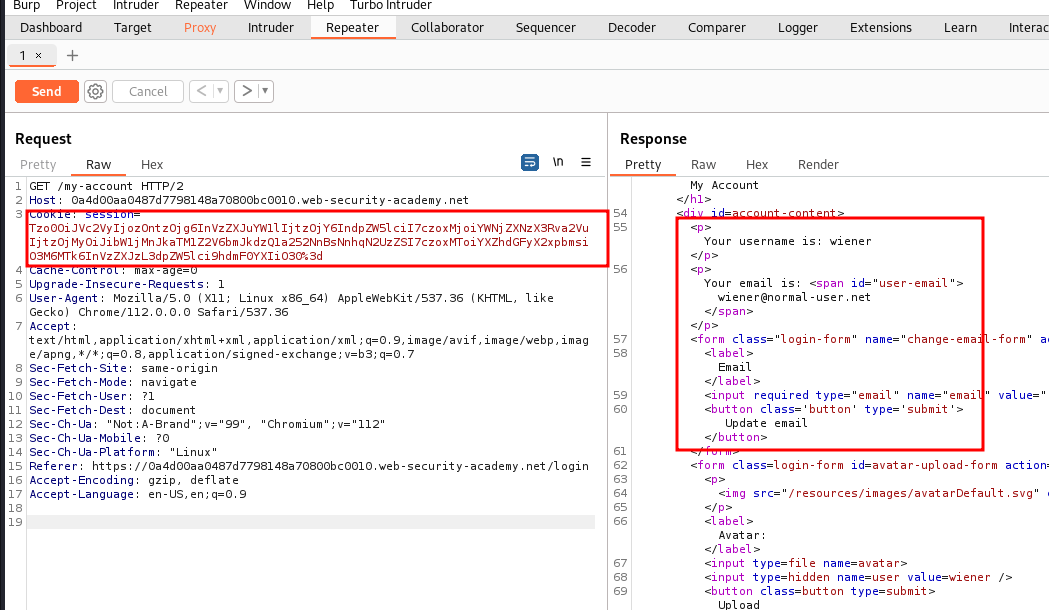 Burp Project Intruder Repeater Window Help Turbo Intruder
Dashboard Target Proxy Intruder Repeater Collaborator Sequencer Decoder Comparer Logger Extensions Learn Interac
1 × +
Send Cancel < ▼ > ▼
Request
Pretty Raw Hex \n
1 GET /my-account HTTP/2
2 Host: 0a4d00aa0487d7798148a70800bc0010.web-security-academy.net
3 Cookie: session=
Tzo0OiJVc2VyIjozOntzOjg6InVzZXJuYW1lIjtzOjY6IndpZW5lciI7czoxMjoiYWNjZXNzX3Rva2Vu
IjtzOjMyOiJibW1jMnJkaTM1Z2V6bmJkdzQ1a252NnBsNnhqN2UzZSI7czoxMToiYXZhdGFyX2xpbmsi
O3M6MTk6InVzZXJzL3dpZW5lci9hdmF0YXIiO30%3d
4 Cache-Control: max-age=0
5 Upgrade-Insecure-Requests: 1
6 User-Agent: Mozilla/5.0 (X11; Linux x86_64) AppleWebKit/537.36 (KHTML, like
Gecko) Chrome/112.0.0.0 Safari/537.36
7 Accept:
text/html,application/xhtml+xml,application/xml;q=0.9,image/avif,image/webp,imag
e/apng,*/*;q=0.8,application/signed-exchange;v=b3;q=0.7
8 Sec-Fetch-Site: same-origin
9 Sec-Fetch-Mode: navigate
10 Sec-Fetch-User: ?1
11 Sec-Fetch-Dest: document
12 Sec-Ch-Ua: "Not:A-Brand";v="99", "Chromium";v="112"
13 Sec-Ch-Ua-Mobile: ?0
14 Sec-Ch-Ua-Platform: "Linux"
15 Referer: https://0a4d00aa0487d7798148a70800bc0010.web-security-academy.net/login
16 Accept-Encoding: gzip, deflate
17 Accept-Language: en-US,en;q=0.9
18
19
Response
Pretty Raw Hex Render
My Account
</h1>
54 <div id=account-content>
55 <p>
Your username is: wiener
</p>
56 <p>
Your email is: <span id="user-email">
wiener@normal-user.net
</span>
</p>
57 <form class="login-form" name="change-email-form" ac
58 <label>
Email
</label>
59 <input required type="email" name="email" value="
60 <button class='button' type='submit'>
Update email
</button>
61 </form>
62 <form class=login-form id=avatar-upload-form action=
63 <p>
64 <img src="/resources/images/avatarDefault.svg"
65 </p>
66 <label>
Avatar:
</label>
67 <input type=file name=avatar>
68 <input type=hidden name=user value=wiener />
69 <button class=button type=submit>
Upload